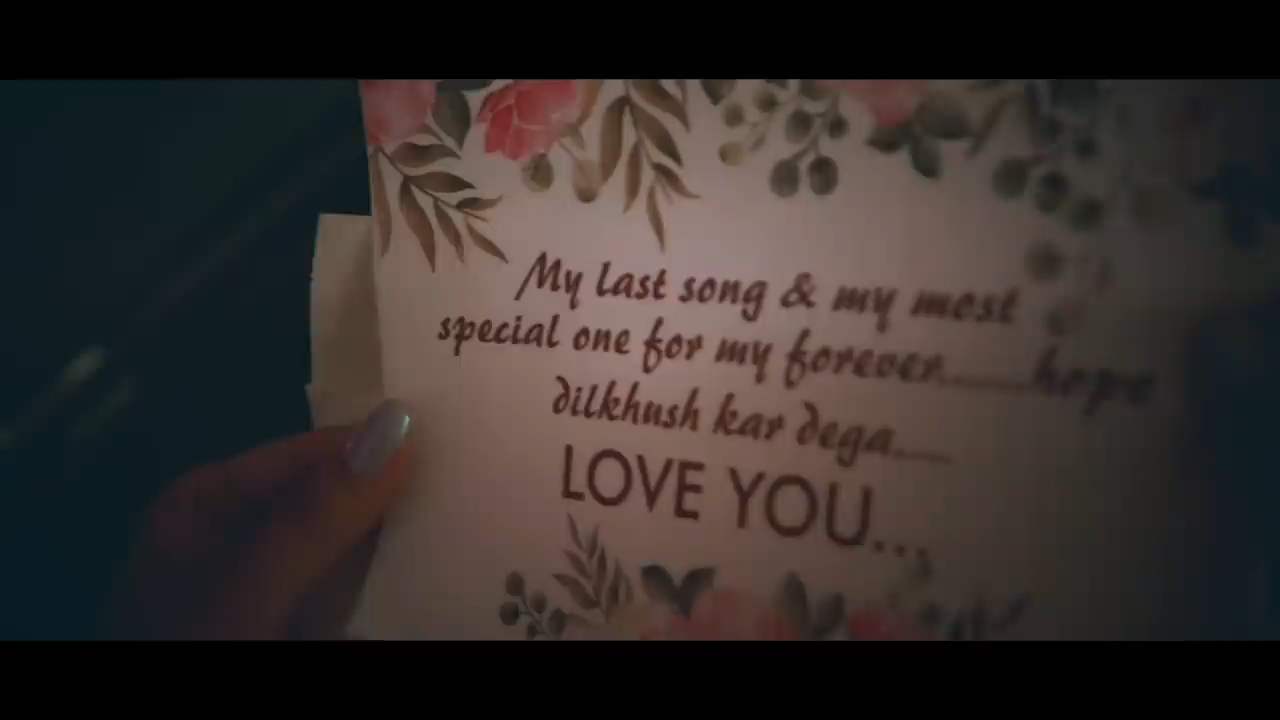 My last song & my most
special one for my forever.......hope
dilkhush kar dega....
LOVE YOU...